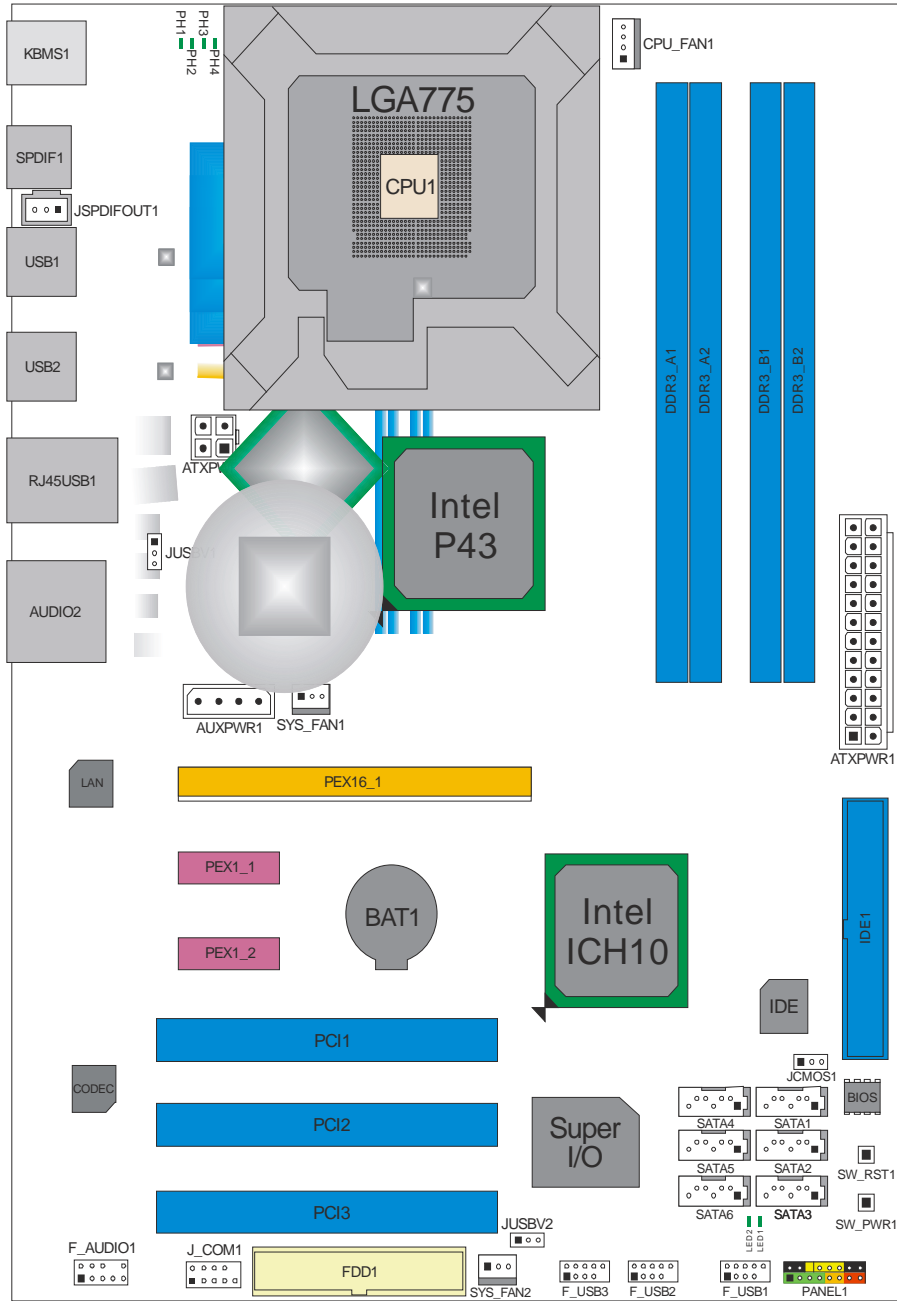 PH1
PH3
PH2
PH4
KBMS1
CPU_FAN1
LGA775
SPDIF1
CPU1
JSPDIFOUT1
USB1
USB2
DDR3_A1
DDR3_A2
DDR3_B1
DDR3_B2
RJ45USB1
Intel
P43
AUDIO2
AUXPWR1
SYS_FAN1
ATXPWR1
LAN
PEX16_1
PEX1_1
BAT1
Intel
ICH10
IDE1
PEX1_2
IDE
PCI1
JCMOS1
CODEC
BIOS
PCI2
Super
I/O
SATA4
SATA1
SATA5
SATA2
SW_RST1
SATA6
SATA3
SW_PWR1
PCI3
JUSBV2
LED2
LED1
F_AUDIO1
J_COM1
FDD1
SYS_FAN2
F_USB3
F_USB2
F_USB1
PANEL1